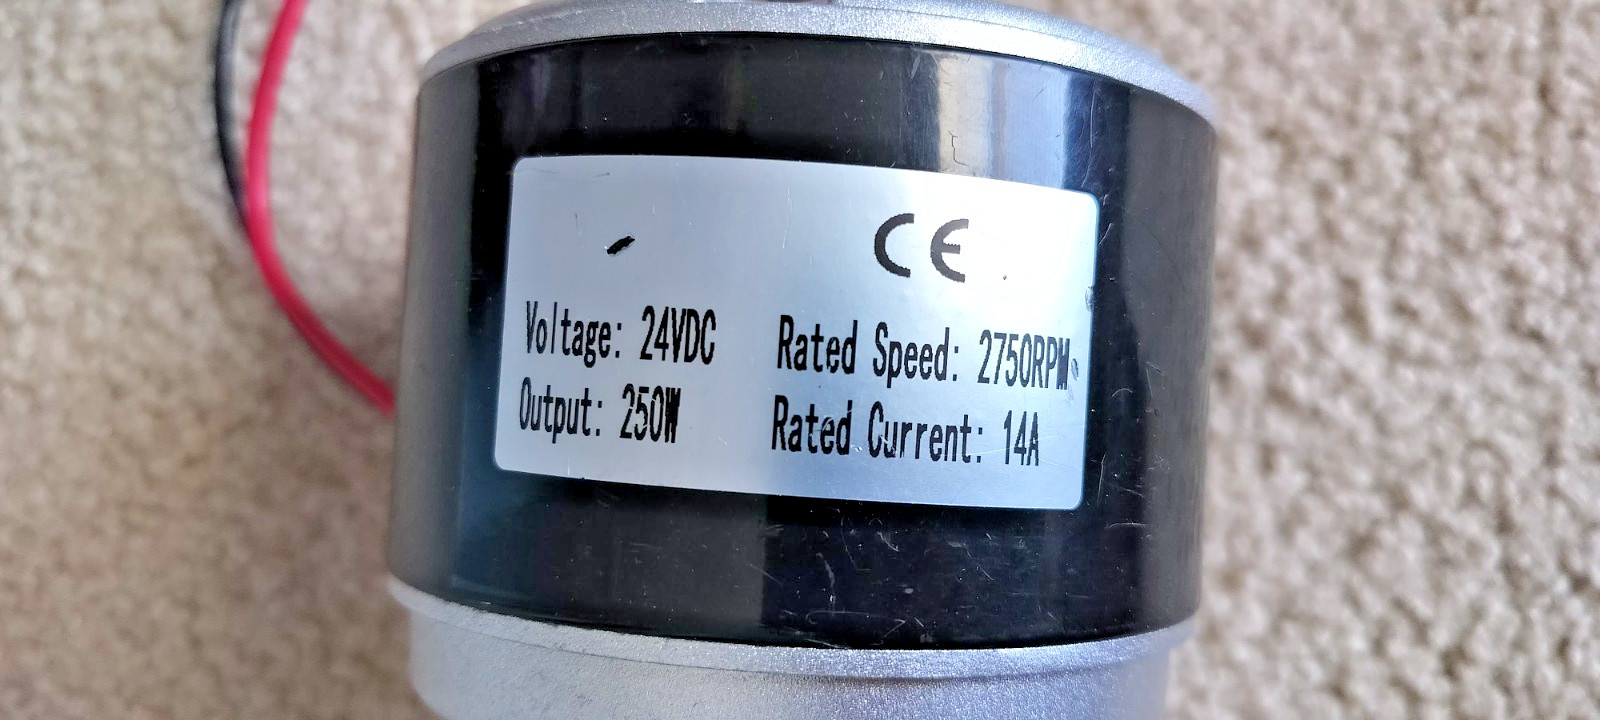 CE
Voltage: 24VDC Rated Speed: 2750RPM
Output: 250W Rated Current: 14A